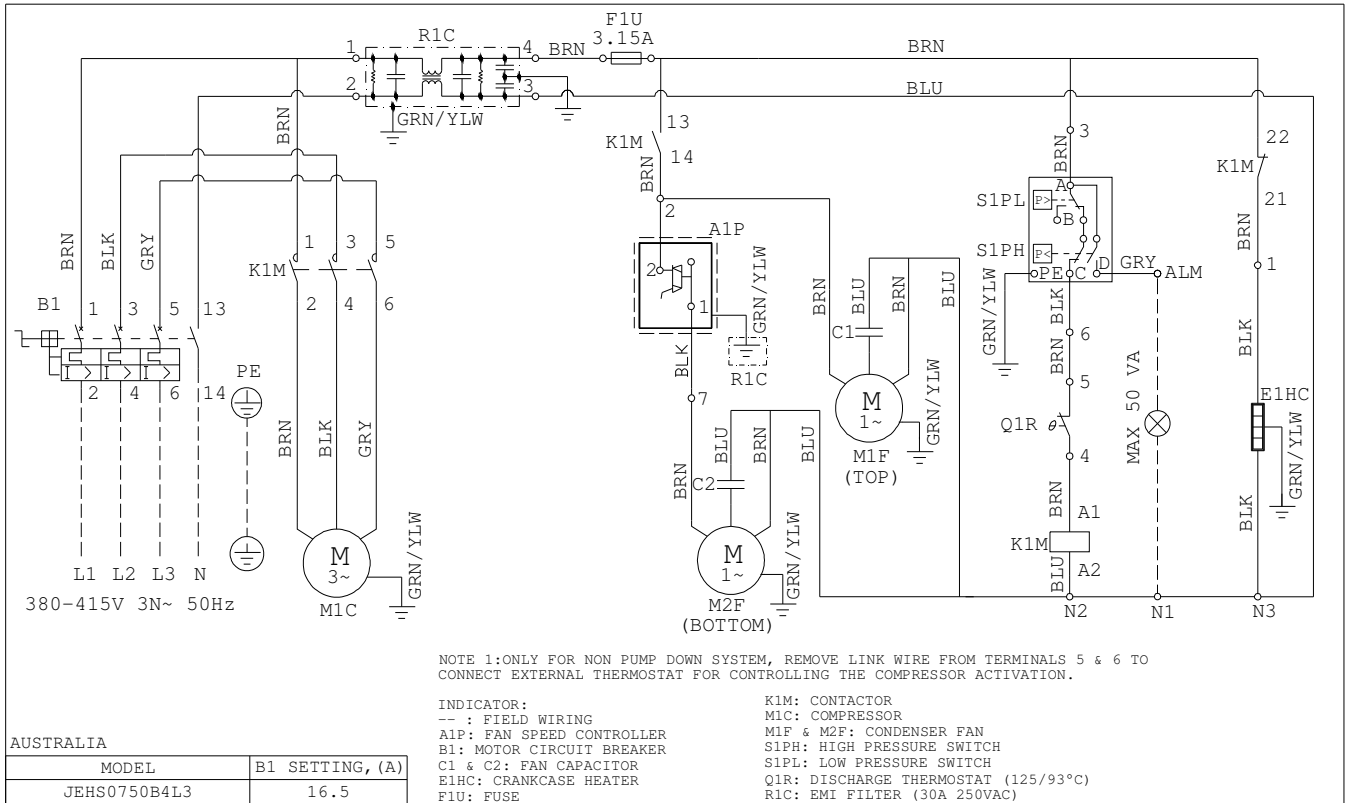 F1U
3.15A
R1C
1
4
BRN
BRN
2
3
BLU
GRN/YLW
BRN
13
K1M
14
BRN
2
3
BRN
22
K1M
21
A
S1PL
P>
B
S1PH
P<
D
GRY
ALM
PE
C
A1P
2
1
GRN/YLW
R1C
BRN
BLK
GRY
1
3
5
K1M
2
4
6
BRN
1
B1
1
3
5
13
I >
I >
I >
2
4
6
14
PE
BLK
7
BRN
BLU
BRN
BLU
C1
M
1~
GRN/YLW
M1F
(TOP)
GRN/YLW
BLK
6
BRN
5
Q1R
θ
4
BRN
A1
K1M
A2
BLU
MAX 50 VA
BLK
E1HC
GRN/YLW
BLK
BRN
BLK
GRY
BRN
BLU
BRN
BLU
C2
M
3~
GRN/YLW
M1C
M
1~
GRN/YLW
M2F
(BOTTOM)
L1 L2 L3 N
380-415V 3N~ 50Hz
N2
N1
N3
NOTE 1:ONLY FOR NON PUMP DOWN SYSTEM, REMOVE LINK WIRE FROM TERMINALS 5 & 6 TO
CONNECT EXTERNAL THERMOSTAT FOR CONTROLLING THE COMPRESSOR ACTIVATION.
INDICATOR:
-- : FIELD WIRING
A1P: FAN SPEED CONTROLLER
B1: MOTOR CIRCUIT BREAKER
C1 & C2: FAN CAPACITOR
E1HC: CRANKCASE HEATER
F1U: FUSE
K1M: CONTACTOR
M1C: COMPRESSOR
M1F & M2F: CONDENSER FAN
S1PH: HIGH PRESSURE SWITCH
S1PL: LOW PRESSURE SWITCH
Q1R: DISCHARGE THERMOSTAT (125/93°C)
R1C: EMI FILTER (30A 250VAC)
AUSTRALIA
MODEL B1 SETTING,(A)
JEHS0750B4L3 16.5